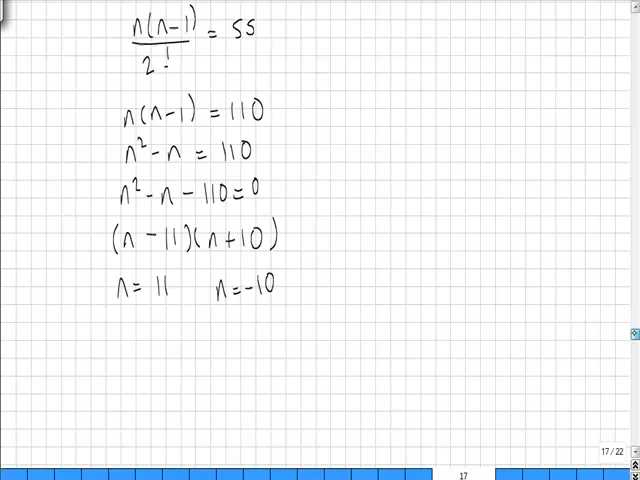 n(n-1)/2! = 55
n(n-1) = 110
n² - n = 110
n² - n - 110 = 0
(n - 11)(n + 10)
n = 11 n = -10
17 / 22
17